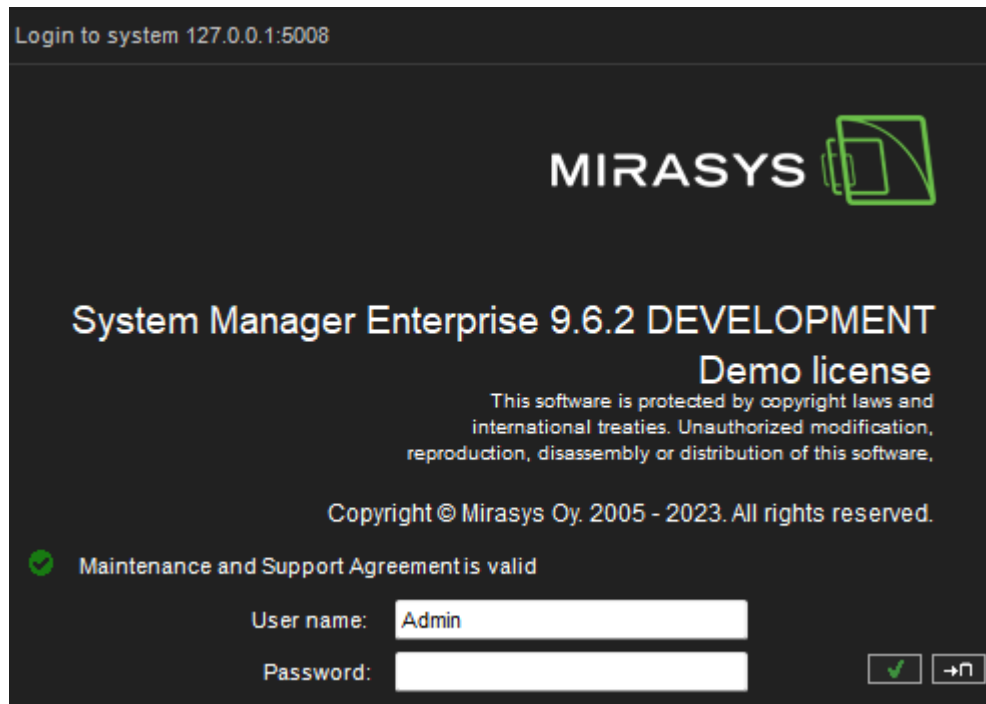 Login to system 127.0.0.1:5008
MIRASYS
System Manager Enterprise 9.6.2 DEVELOPMENT
Demo license
This software is protected by copyright laws and
international treaties. Unauthorized modification,
reproduction, disassembly or distribution of this software,
Copyright © Mirasys Oy. 2005 - 2023. All rights reserved.
Maintenance and Support Agreement is valid
User name: Admin
Password: